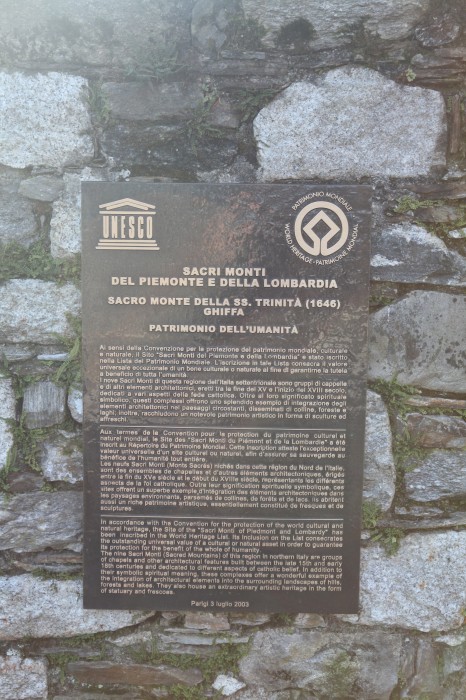 UNESCO
PATRIMONIO MONDIALE
WORLD HERITAGE
PATRIMOINE MONDIAL
SACRI MONTI
DEL PIEMONTE E DELLA LOMBARDIA
SACRO MONTE DELLA SS. TRINITÀ (1646)
GHIFFA
PATRIMONIO DELL'UMANITÀ
Ai sensi della Convenzione per la protezione del patrimonio mondiale, culturale
e naturale, il Sito "Sacri Monti del Piemonte e della Lombardia" è stato iscritto
nella Lista del Patrimonio Mondiale. L'iscrizione in tale Lista consacra il valore
eccezionale di un bene culturale o naturale al fine di garantirne la tutela
a beneficio di tutta l'umanità.
I nove Sacri Monti di questa regione dell'Italia settentrionale sono gruppi di cappelle
e di altri elementi architettonici, eretti tra la fine del XV e l'inizio del XVIII secolo,
dedicati a vari aspetti della fede cattolica. Oltre al loro significato spirituale
simbolico, questi complessi offrono uno splendido esempio di integrazione degli
elementi architettonici nei paesaggi circostanti, disseminati di colline, foreste e
laghi; inoltre, racchiudono un notevole patrimonio artistico in forma di sculture ed
affreschi.
Aux termes de la Convention pour la protection du patrimoine culturel et
naturel mondial, le Site des "Sacri Monti du Piémont et de la Lombardie" a été
inscrit au Répertoire du Patrimoine Mondial. Cette inscription atteste l'exceptionnelle
valeur universelle d'un site culturel ou naturel, afin d'assurer sa sauvegarde au
bénéfice de l'humanité tout entière.
Les neufs Sacri Monti (Monts Sacrés) nichés dans cette région du Nord de l'Italie,
sont des ensembles de chapelles et d'autres éléments architectoniques, érigés
entre la fin du XVe siècle et le début du XVIIIe siècle, représentants les différents
aspects de la foi catholique. Outre leur signification spirituelle symbolique, ces
sites offrent un superbe exemple d'intégration des éléments architectoniques dans
les paysages environnants, parsemés de collines, de forêts et de lacs. Ils abritent
aussi un riche patrimoine artistique, essentiellement constitué de fresques et de
sculptures.
In accordance with the Convention for the protection of the world cultural and
natural heritage, the Site of the "Sacri Monti of Piedmont and Lombardy" has
been inscribed in the World Heritage List. Its inclusion on the List consecrates
the outstanding universal value of a cultural or natural asset in order to guarantee
its protection for the benefit of the whole of humanity.
The nine Sacri Monti (Sacred Mountains) of this region in northern Italy are groups
of chapels and other architectural features built between the late 15th and early
18th centuries and dedicated to different aspects of catholic belief. In addition to
their symbolic spiritual meaning, these complexes offer a wonderful example of
the integration of architectural elements into the surrounding landscapes of hills,
forests and lakes. They also house an extraordinary artistic heritage in the form
of statuary and frescoes.
Parigi 3 luglio 2003